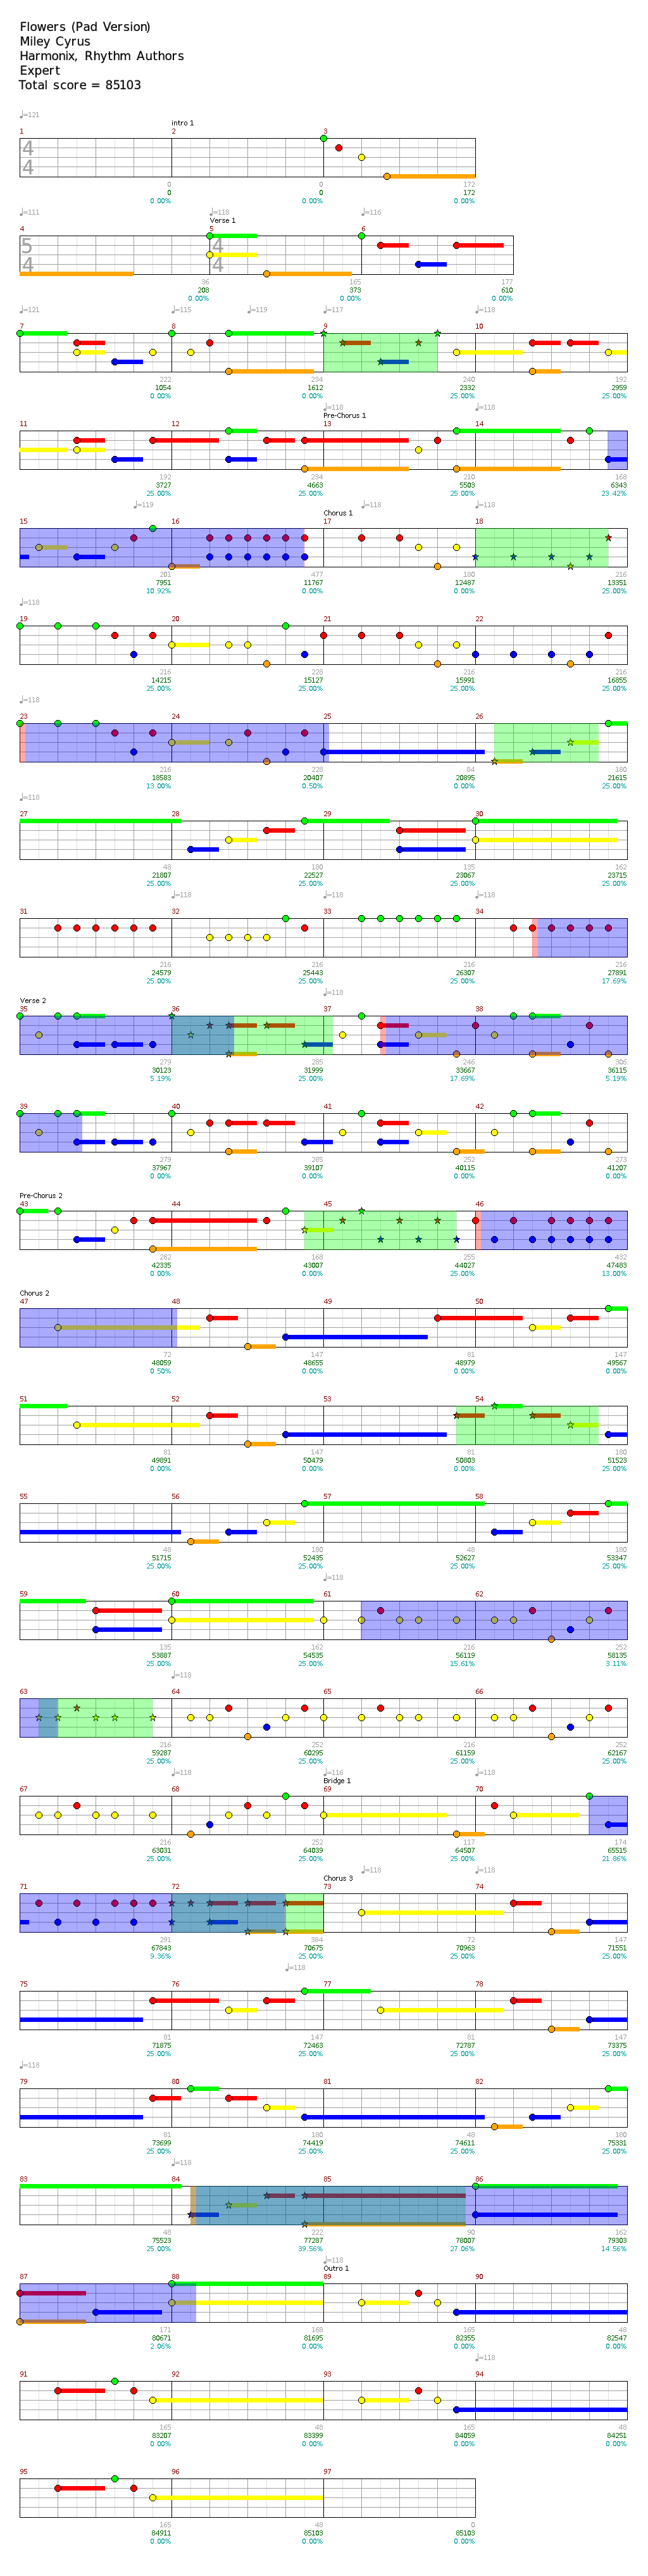 Flowers (Pad Version)
Miley Cyrus
Harmonix, Rhythm Authors
Expert
Total score = 85103
♩=121
intro 1
1 2 3
4
4
0 0 172
0 0 172
0.00% 0.00% 0.00%
♩=111 ♩=118 ♩=116
Verse 1
4 5 6
5 4
4 4
36 165 177
208 373 610
0.00% 0.00% 0.00%
♩=121 ♩=115 ♩=119 ♩=117 ♩=118
7 8 9 10
222 234 240 192
1054 1612 2332 2959
0.00% 0.00% 25.00% 25.00%
♩=118 ♩=118
Pre-Chorus 1
11 12 13 14
192 234 210 168
3727 4663 5503 6343
25.00% 25.00% 25.00% 23.42%
♩=119 ♩=118 ♩=118
Chorus 1
15 16 17 18
201 477 180 216
7951 11767 12487 13351
10.92% 0.00% 0.00% 25.00%
♩=118
19 20 21 22
216 228 216 216
14215 15127 15991 16855
25.00% 25.00% 25.00% 25.00%
♩=118
23 24 25 26
216 228 84 180
18583 20407 20895 21615
13.00% 0.50% 0.00% 25.00%
♩=118
27 28 29 30
48 180 135 162
21807 22527 23067 23715
25.00% 25.00% 25.00% 25.00%
♩=118 ♩=118 ♩=118
31 32 33 34
216 216 216 216
24579 25443 26307 27891
25.00% 25.00% 25.00% 17.69%
♩=118
Verse 2
35 36 37 38
279 285 246 306
30123 31999 33667 36115
5.19% 25.00% 17.69% 5.19%
39 40 41 42
279 285 252 273
37967 39107 40115 41207
25.00% 25.00% 25.00% 25.00%
Pre-Chorus 2
43 44 45 46
282 168 255 432
42335 43007 44027 47483
25.00% 25.00% 25.00% 13.00%
Chorus 2
47 48 49 50
72 147 81 147
48059 48655 48979 49567
0.50% 0.00% 0.00% 0.00%
51 52 53 54
81 147 81 180
49891 50479 50803 51523
0.00% 0.00% 0.00% 25.00%
55 56 57 58
48 180 48 180
51715 52435 52627 53347
25.00% 25.00% 25.00% 25.00%
♩=118
59 60 61 62
135 162 216 252
53887 54535 56119 58135
25.00% 25.00% 15.61% 3.11%
♩=118
63 64 65 66
216 252 216 252
59287 60295 61159 62167
25.00% 25.00% 25.00% 25.00%
♩=118 ♩=116 ♩=118
Bridge 1
67 68 69 70
216 252 117 174
63031 64039 64507 65515
25.00% 25.00% 25.00% 21.86%
♩=118 ♩=118
Chorus 3
71 72 73 74
291 384 72 147
67843 70675 70963 71551
9.36% 25.00% 25.00% 25.00%
♩=118
75 76 77 78
81 147 81 147
71875 72463 72787 73375
25.00% 25.00% 25.00% 25.00%
♩=118
79 80 81 82
81 180 48 180
73699 74419 74611 75331
25.00% 25.00% 25.00% 25.00%
♩=118
83 84 85 86
48 222 90 162
75523 77287 78007 79303
25.00% 39.56% 27.06% 14.56%
♩=118
Outro 1
87 88 89 90
171 168 165 48
80671 81695 82355 82547
2.06% 0.00% 0.00% 0.00%
♩=118
91 92 93 94
165 48 165 48
83207 83399 84059 84251
0.00% 0.00% 0.00% 0.00%
95 96 97
165 48 0
84911 85103 85103
0.00% 0.00% 0.00%